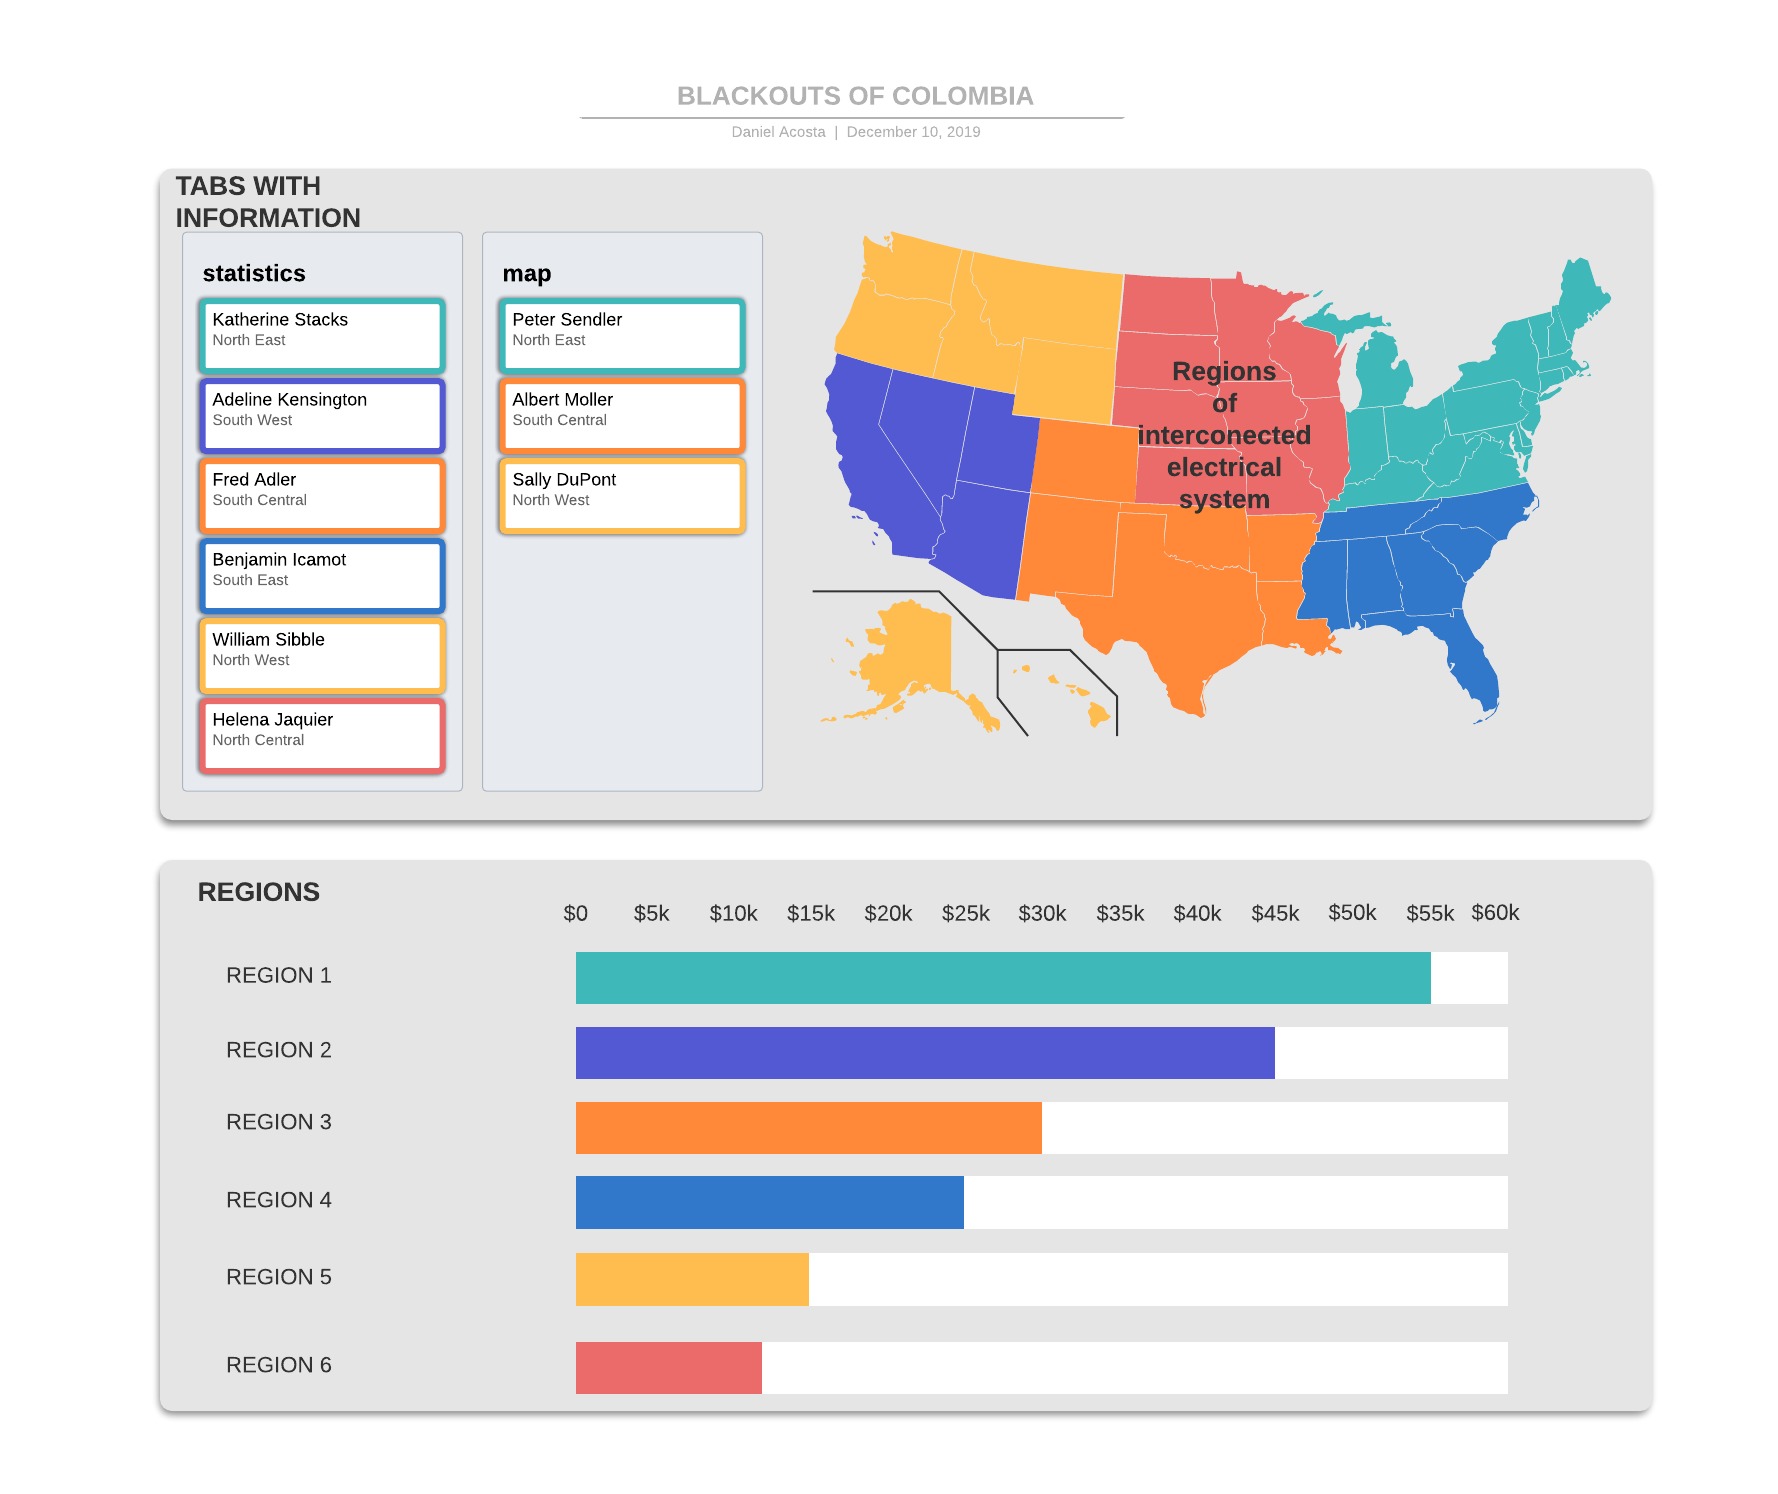 BLACKOUTS OF COLOMBIA
Daniel Acosta | December 10, 2019
TABS WITH
INFORMATION
statistics
Katherine Stacks
North East
Adeline Kensington
South West
Fred Adler
South Central
Benjamin Icamot
South East
William Sibble
North West
Helena Jaquier
North Central
map
Peter Sendler
North East
Albert Moller
South Central
Sally DuPont
North West
Regions
of
interconected
electrical
system
REGIONS
$0 $5k $10k $15k $20k $25k $30k $35k $40k $45k $50k $55k $60k
REGION 1
REGION 2
REGION 3
REGION 4
REGION 5
REGION 6